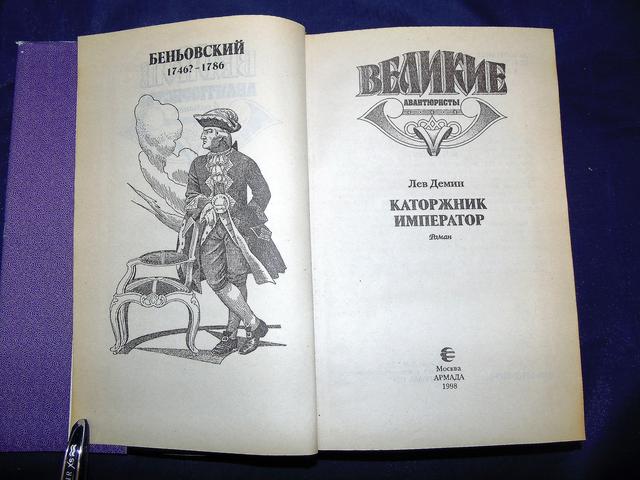 БЕНЬОВСКИЙ
1746?–1786
ВЕЛИКИЕ
АВАНТЮРИСТЫ
Лев Демин
КАТОРЖНИК
ИМПЕРАТОР
Роман
Москва
АРМАДА
1998